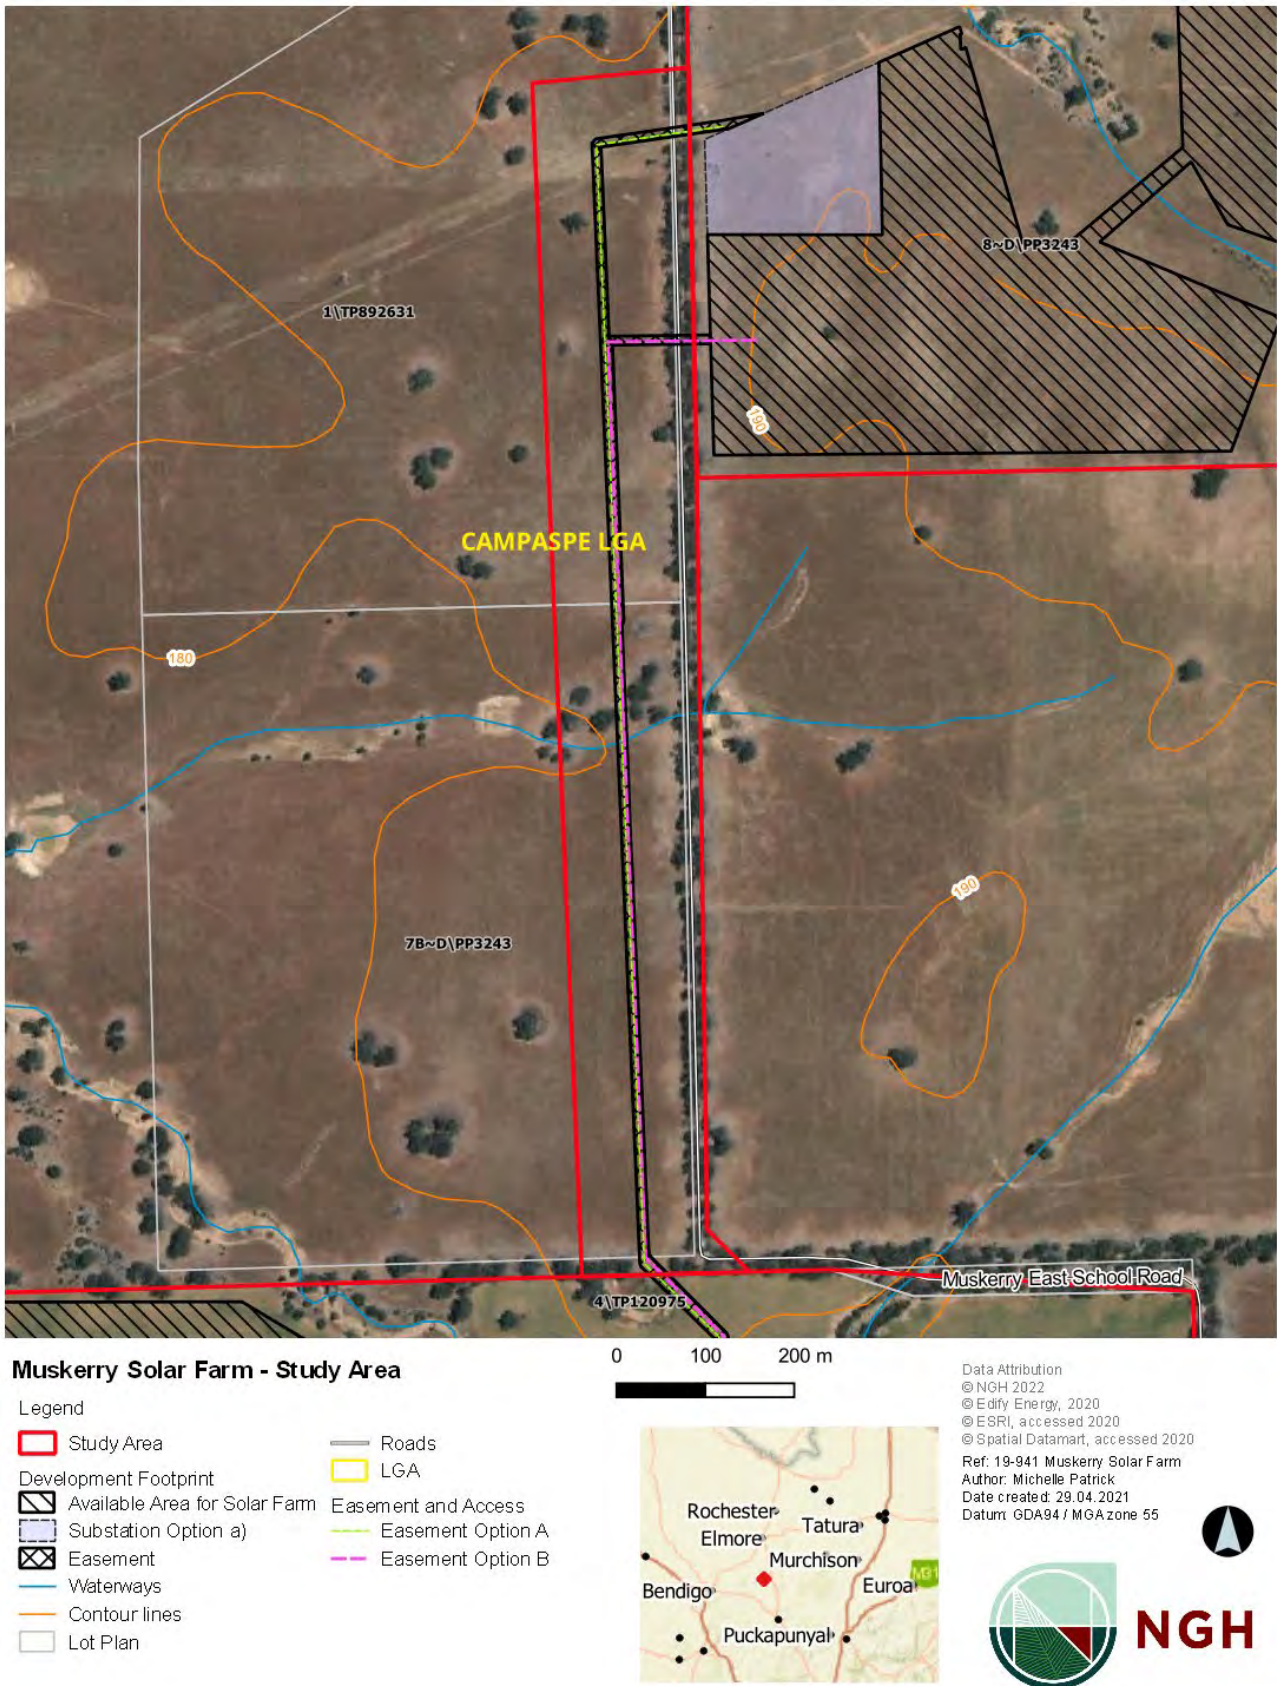 8~D\PP3243
1\TP892631
190
CAMPASPE LGA
180
190
7B~D\PP3243
Muskerry East School Road
4\TP120975
Muskerry Solar Farm - Study Area
Legend
Study Area
Development Footprint
Available Area for Solar Farm
Substation Option a)
Easement
Waterways
Contour lines
Lot Plan
Roads
LGA
Easement and Access
Easement Option A
Easement Option B
0 100 200 m
Rochester
Elmore
Tatura
Murchison
M31
Bendigo
Euroa
Puckapunyal
Data Attribution
© NGH 2022
© Edify Energy, 2020
© ESRI, accessed 2020
© Spatial Datamart, accessed 2020
Ref: 19-941 Muskerry Solar Farm
Author: Michelle Patrick
Date created: 29.04.2021
Datum: GDA94 / MGA zone 55
NGH